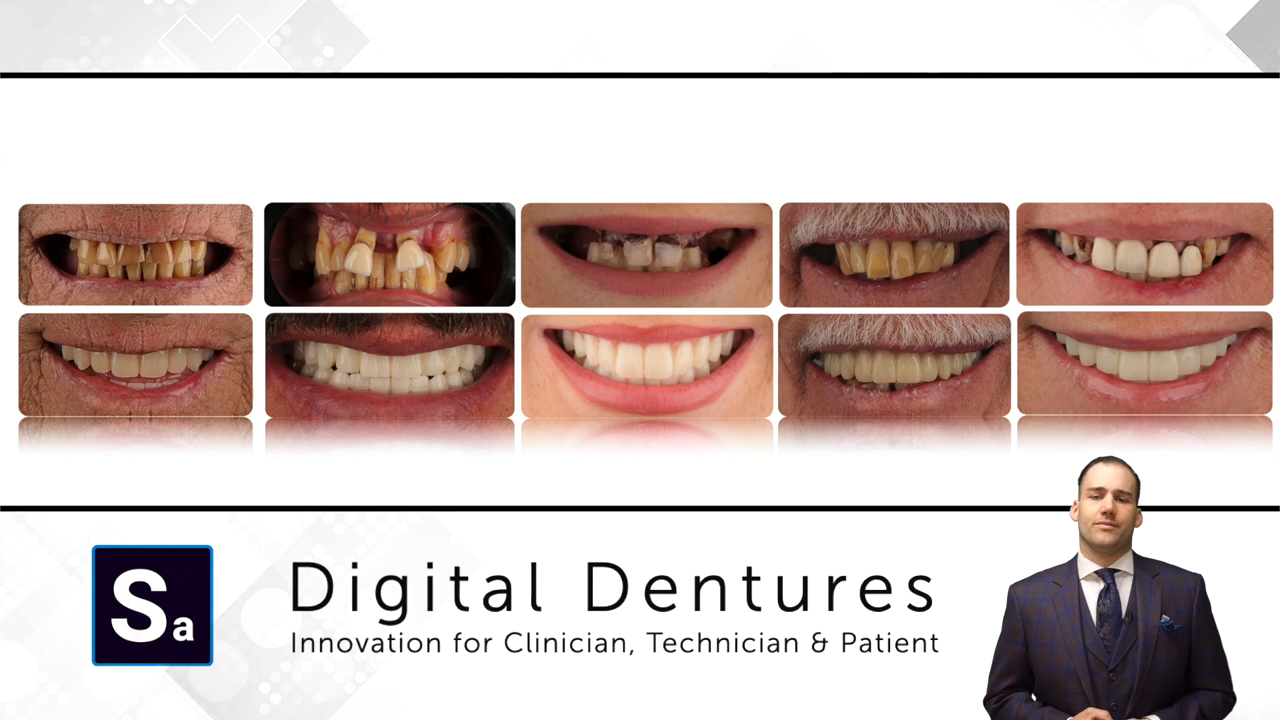 Sa
Digital Dentures
Innovation for Clinician, Technician & Patient